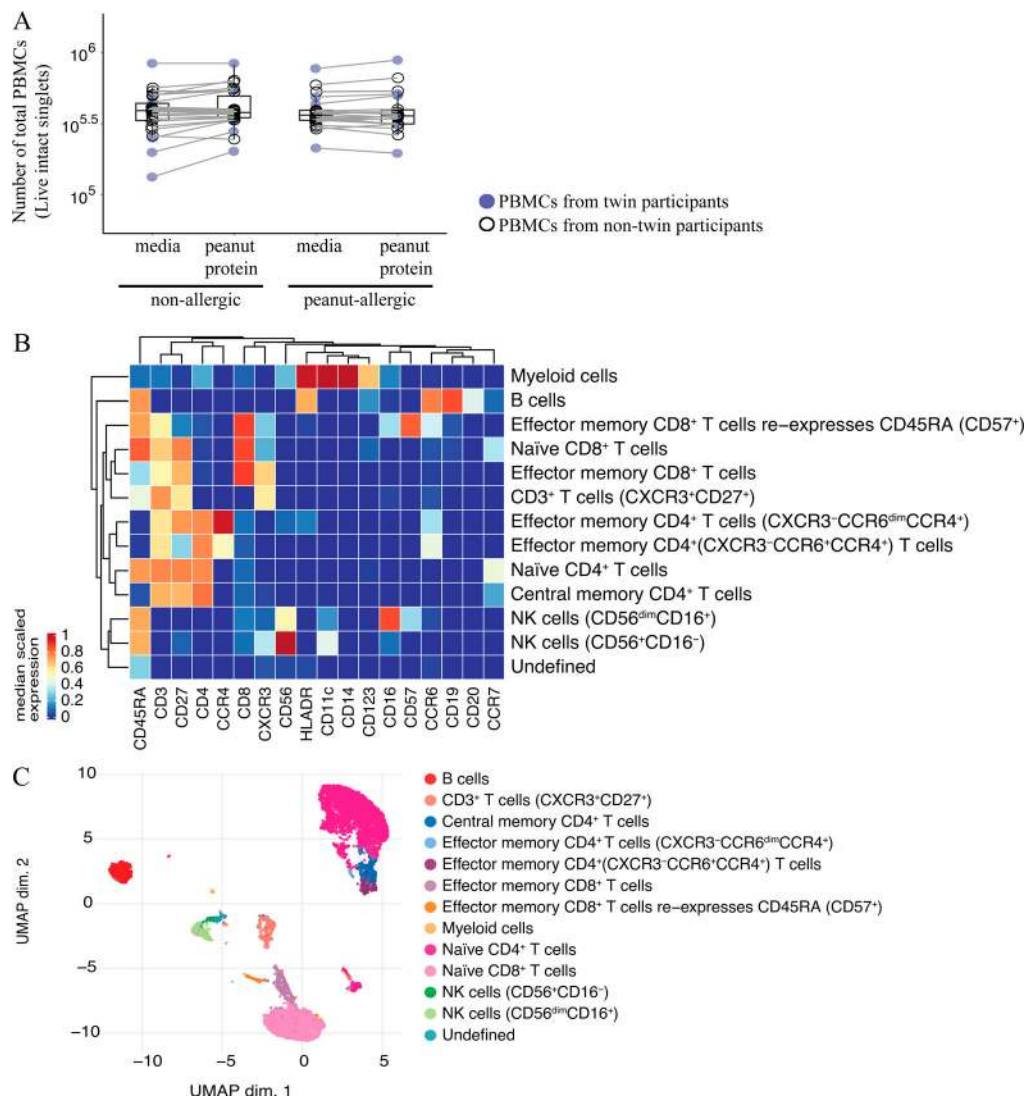 A
Number of total PBMCs
(Live intact singlets)
10⁶
10⁵·⁵
10⁵
media
peanut
protein
media
peanut
protein
non-allergic
peanut-allergic
PBMCs from twin participants
PBMCs from non-twin participants
B
Myeloid cells
B cells
Effector memory CD8⁺ T cells re−expresses CD45RA (CD57⁺)
Naïve CD8⁺ T cells
Effector memory CD8⁺ T cells
CD3⁺ T cells (CXCR3⁺CD27⁺)
Effector memory CD4⁺ T cells (CXCR3⁻CCR6ᵈⁱᵐCCR4⁺)
Effector memory CD4⁺(CXCR3⁻CCR6⁺CCR4⁺) T cells
Naïve CD4⁺ T cells
Central memory CD4⁺ T cells
NK cells (CD56ᵈⁱᵐCD16⁺)
NK cells (CD56⁺CD16⁻)
Undefined
median scaled
expression
1
0.8
0.6
0.4
0.2
0
CD45RA
CD3
CD27
CD4
CCR4
CD8
CXCR3
CD56
HLADR
CD11c
CD14
CD123
CD16
CD57
CCR6
CD19
CD20
CCR7
C
UMAP dim. 2
10
5
0
−5
−10
−10
−5
0
5
UMAP dim. 1
B cells
CD3⁺ T cells (CXCR3⁺CD27⁺)
Central memory CD4⁺ T cells
Effector memory CD4⁺ T cells (CXCR3⁻CCR6ᵈⁱᵐCCR4⁺)
Effector memory CD4⁺(CXCR3⁻CCR6⁺CCR4⁺) T cells
Effector memory CD8⁺ T cells
Effector memory CD8⁺ T cells re−expresses CD45RA (CD57⁺)
Myeloid cells
Naïve CD4⁺ T cells
Naïve CD8⁺ T cells
NK cells (CD56⁺CD16⁻)
NK cells (CD56ᵈⁱᵐCD16⁺)
Undefined